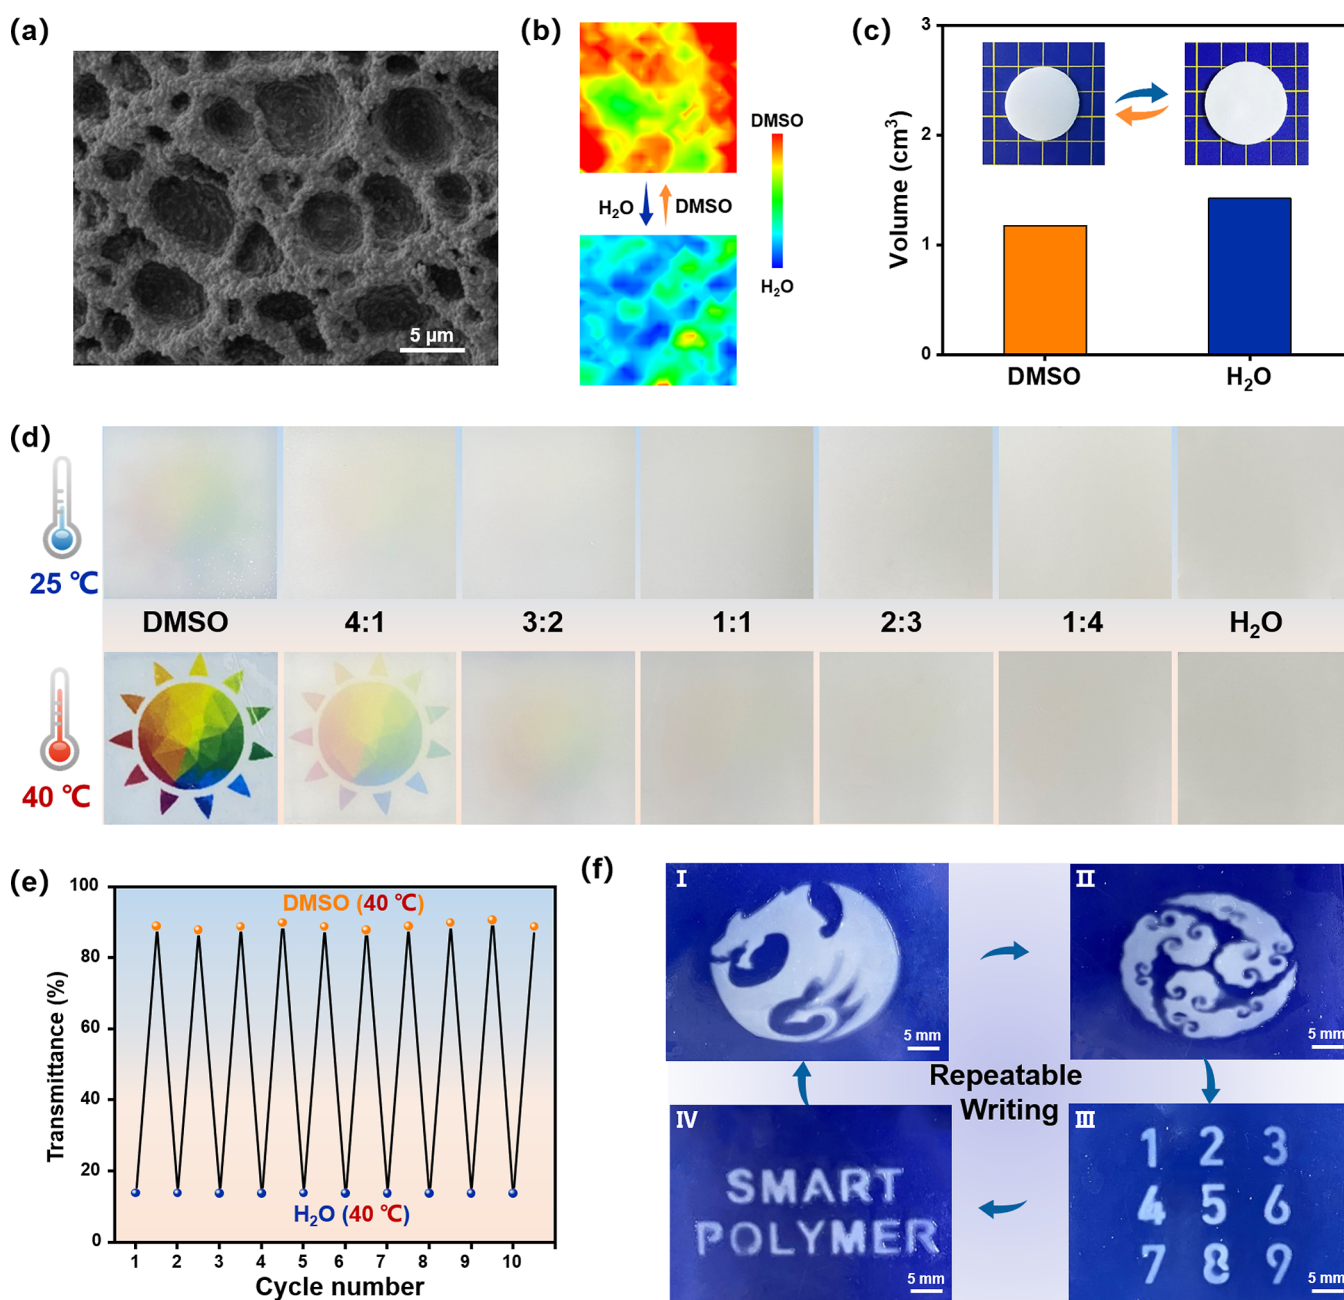 (a)
5 μm
(b)
H₂O
DMSO
DMSO
H₂O
(c)
Volume (cm³)
3
2
1
0
DMSO
H₂O
(d)
25 ℃
DMSO
4:1
3:2
1:1
2:3
1:4
H₂O
40 ℃
(e)
Transmittance (%)
100
80
60
40
20
0
DMSO (40 ℃)
H₂O (40 ℃)
1 2 3 4 5 6 7 8 9 10
Cycle number
(f)
I
5 mm
II
5 mm
Repeatable
Writing
IV
SMART
POLYMER
5 mm
III
1 2 3
4 5 6
7 8 9
5 mm